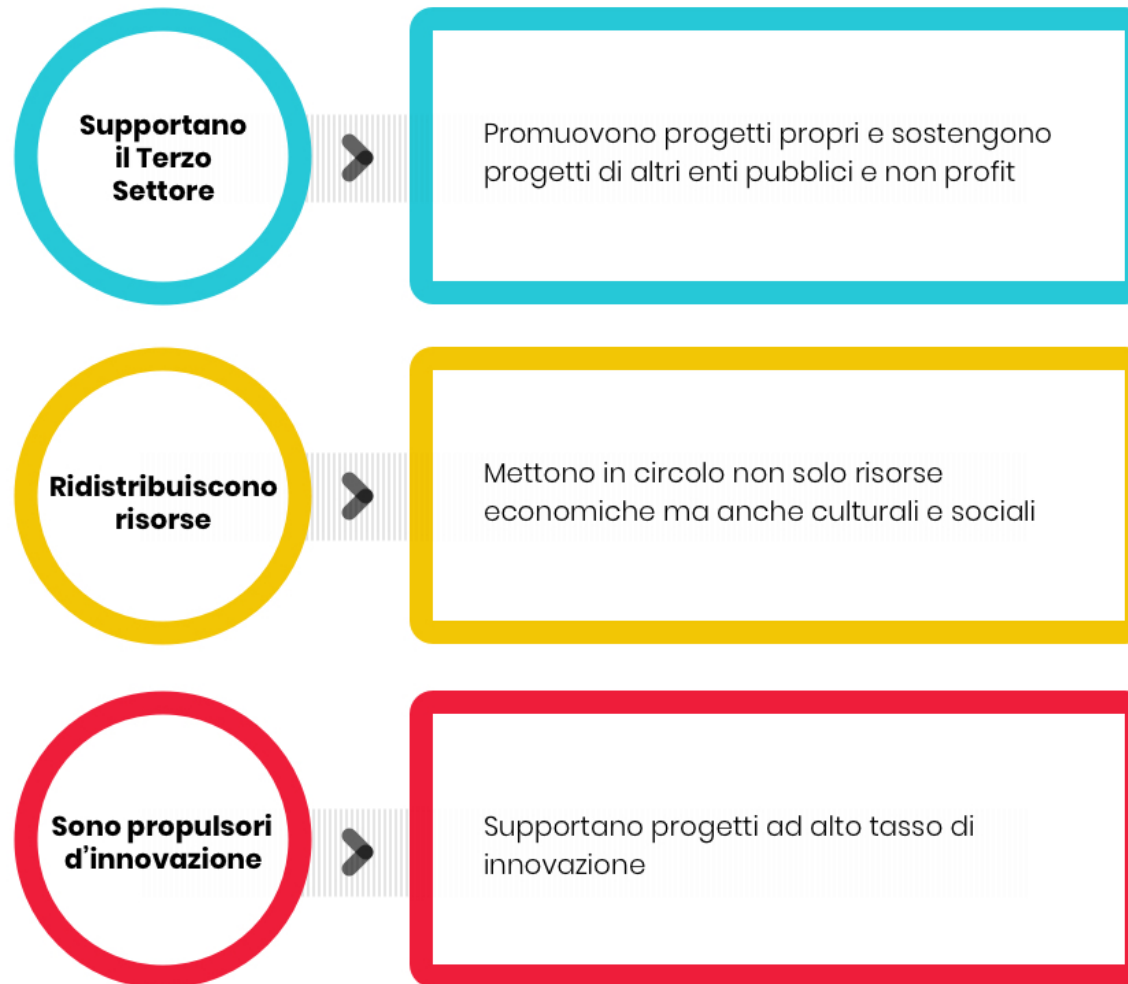 Supportano
il Terzo
Settore
Promuovono progetti propri e sostengono
progetti di altri enti pubblici e non profit
Ridistribuiscono
risorse
Mettono in circolo non solo risorse
economiche ma anche culturali e sociali
Sono propulsori
d’innovazione
Supportano progetti ad alto tasso di
innovazione